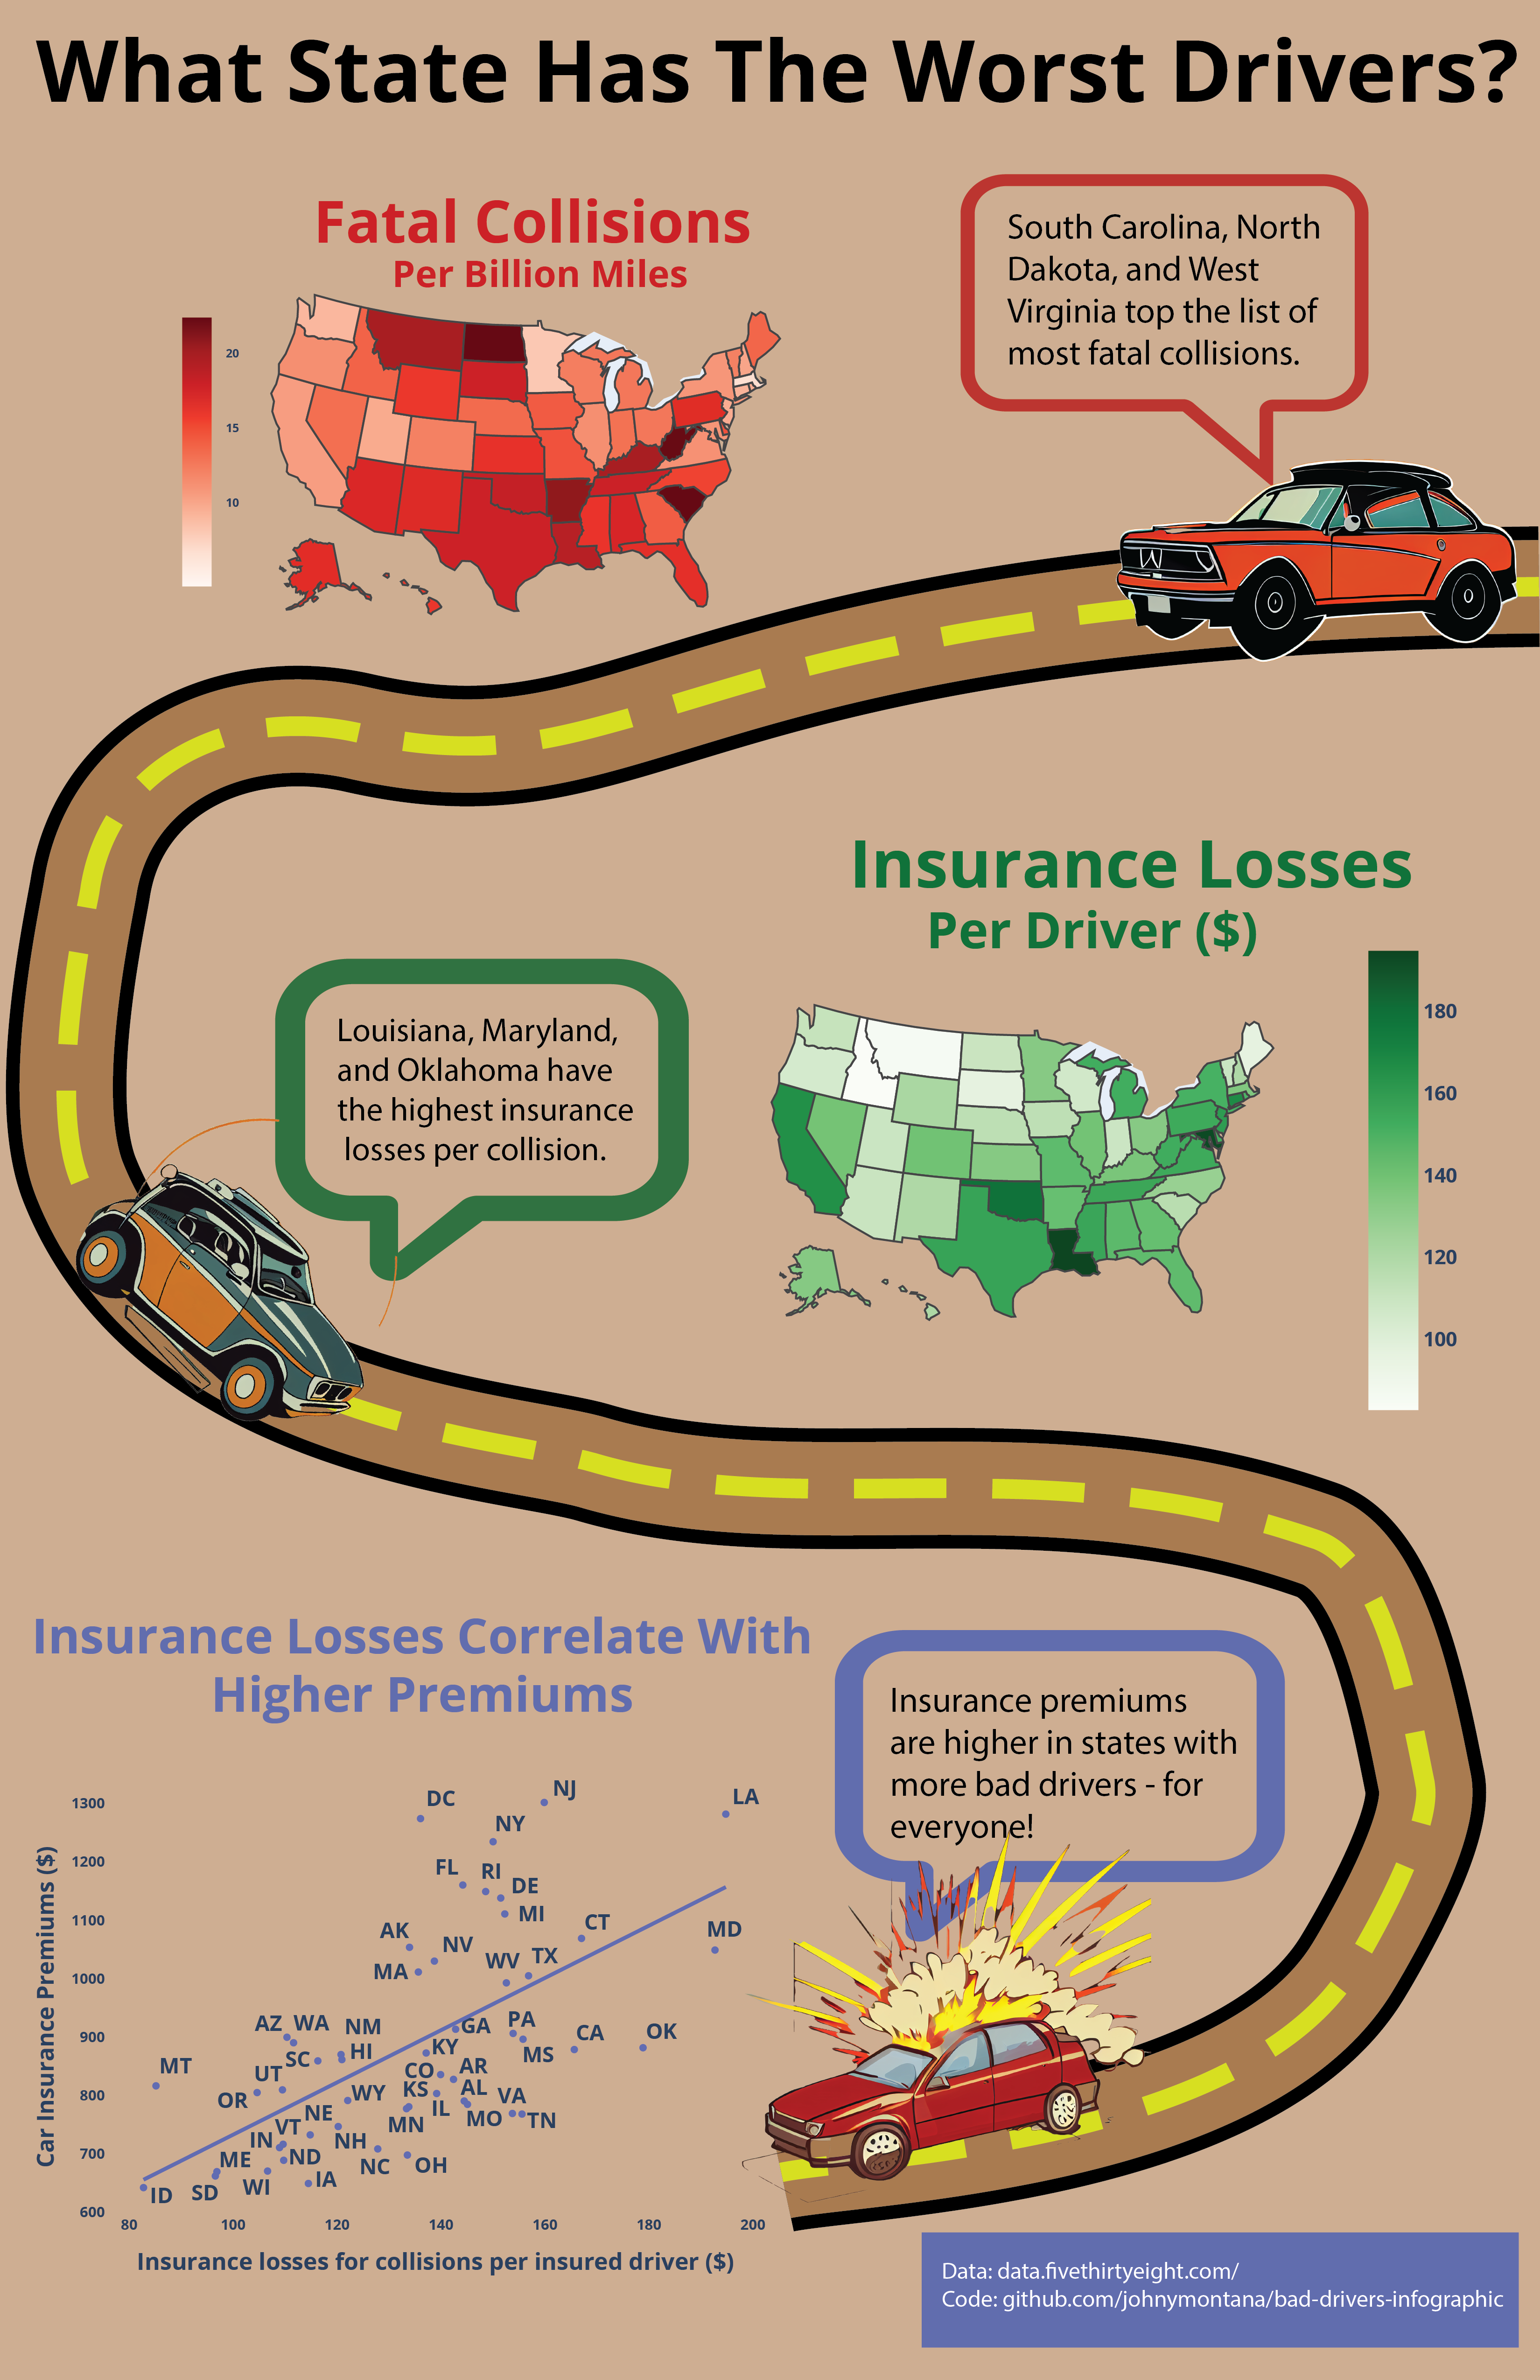 What State Has The Worst Drivers?
Fatal Collisions
Per Billion Miles
20
15
10
South Carolina, North
Dakota, and West
Virginia top the list of
most fatal collisions.
Insurance Losses
Per Driver ($)
180
160
140
120
100
Louisiana, Maryland,
and Oklahoma have
the highest insurance
losses per collision.
Insurance Losses Correlate With
Higher Premiums
Insurance premiums
are higher in states with
more bad drivers - for
everyone!
Car Insurance Premiums ($)
1300
1200
1100
1000
900
800
700
600
DC
NJ
LA
NY
FL
RI
DE
MI
CT
MD
AK
NV
MA
WV
TX
AZ
WA
NM
HI
SC
GA
PA
CA
OK
KY
MS
MT
UT
CO
AR
OR
WY
KS
AL
VA
IL
MO
TN
MN
NE
VT
IN
NH
ND
NC
OH
ME
SD
WI
IA
ID
80
100
120
140
160
180
200
Insurance losses for collisions per insured driver ($)
Data: data.fivethirtyeight.com/
Code: github.com/johnymontana/bad-drivers-infographic